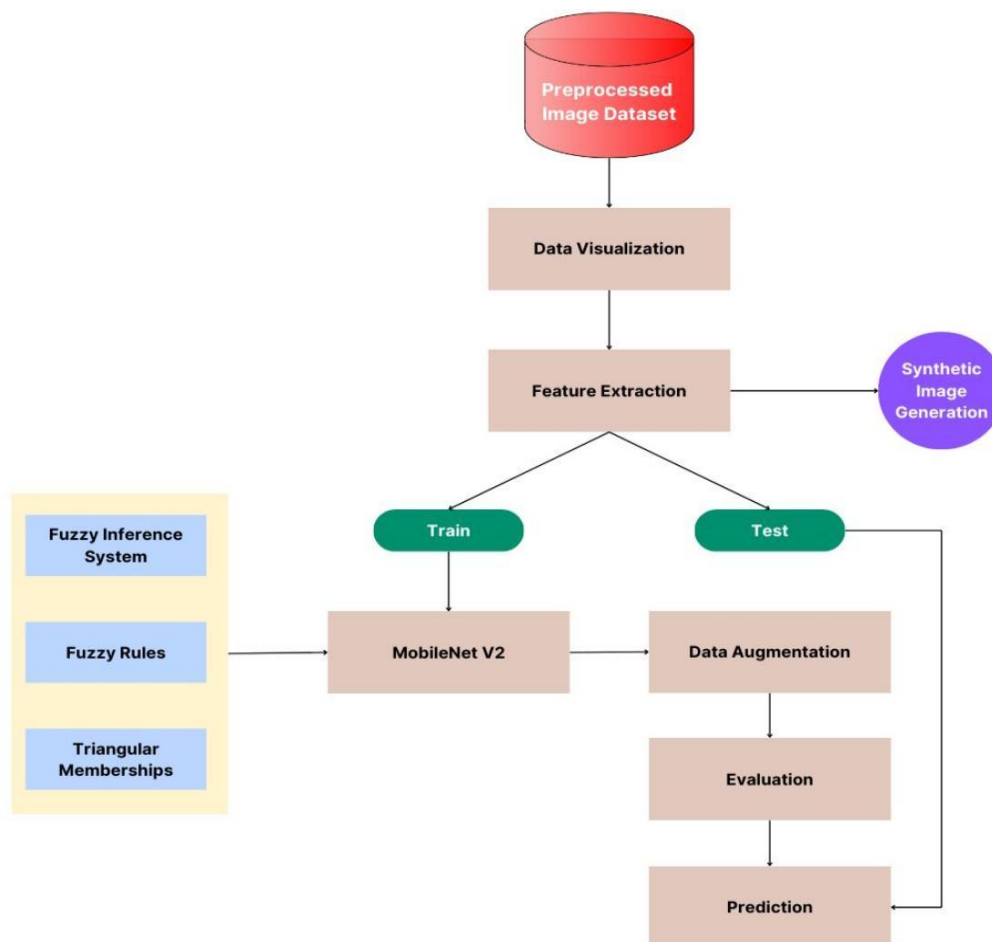 Preprocessed
Image Dataset
Data Visualization
Feature Extraction
Synthetic
Image
Generation
Train
Test
Fuzzy Inference
System
Fuzzy Rules
Triangular
Memberships
MobileNet V2
Data Augmentation
Evaluation
Prediction